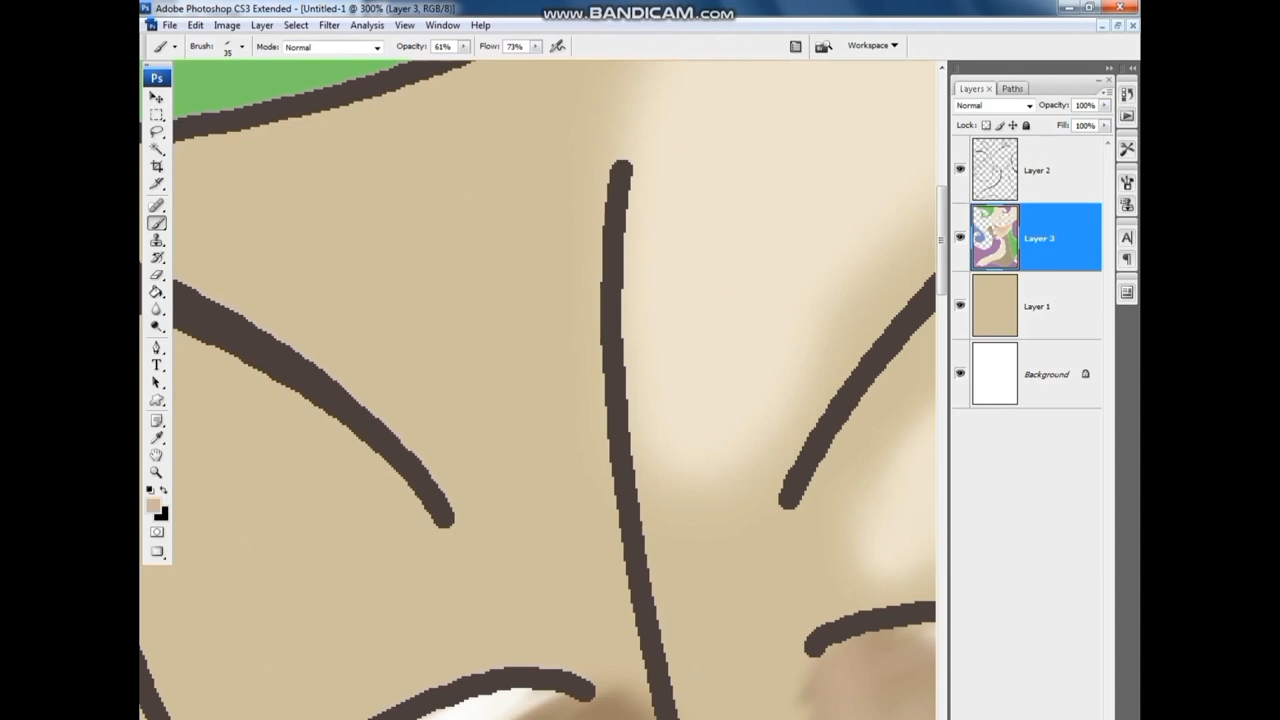 Adobe Photoshop CS3 Extended - [Untitled-1 @ 300% (Layer 3, RGB/8)]
www.BANDICAM.com
File Edit Image Layer Select Filter Analysis View Window Help
Brush: 35 Mode: Normal Opacity: 61% Flow: 73% Workspace
Ps
Layers × Paths
Normal Opacity: 100%
Lock: Fill: 100%
Layer 2
Layer 3
Layer 1
Background